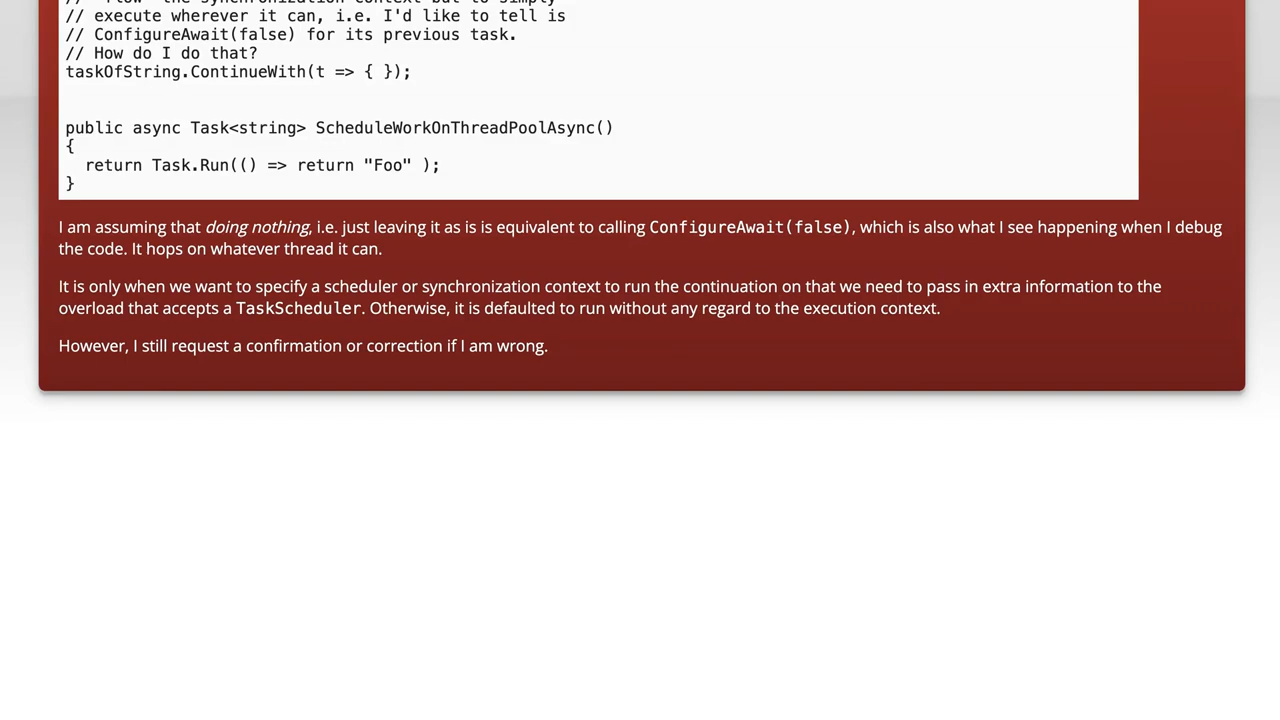 // execute wherever it can, i.e. I'd like to tell is
// ConfigureAwait(false) for its previous task.
// How do I do that?
taskOfString.ContinueWith(t => { });
public async Task<string> ScheduleWorkOnThreadPoolAsync()
{
  return Task.Run(() => return "Foo" );
}
I am assuming that doing nothing, i.e. just leaving it as is is equivalent to calling ConfigureAwait(false), which is also what I see happening when I debug
the code. It hops on whatever thread it can.
It is only when we want to specify a scheduler or synchronization context to run the continuation on that we need to pass in extra information to the
overload that accepts a TaskScheduler. Otherwise, it is defaulted to run without any regard to the execution context.
However, I still request a confirmation or correction if I am wrong.